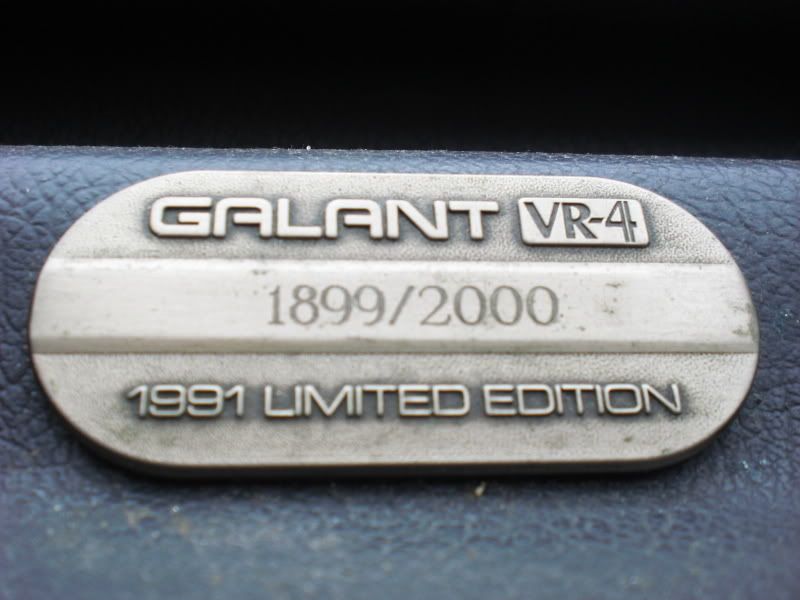 GALANT VR-4
1899/2000
1991 LIMITED EDITION